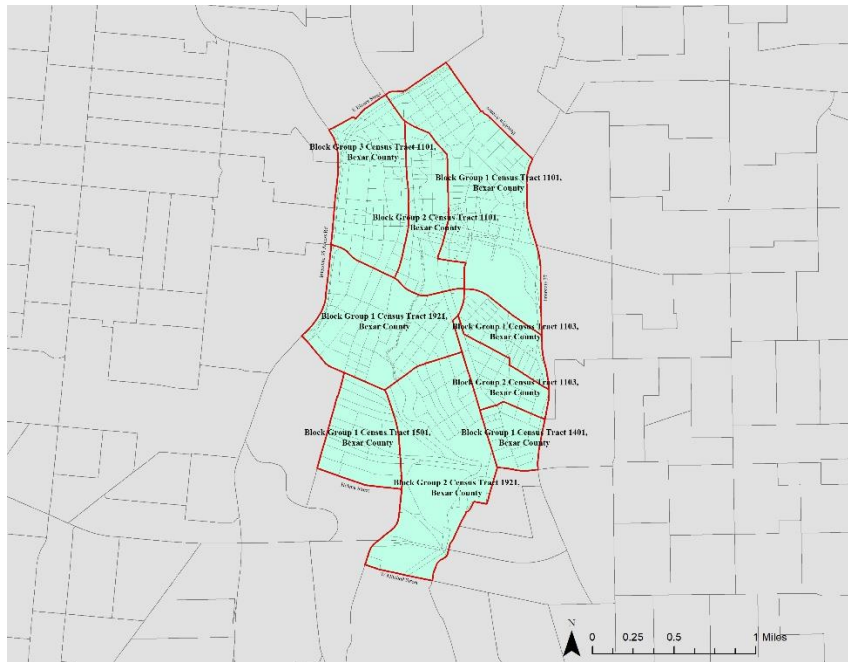 Block Group 3 Census Tract 1101,
Bexar County
Block Group 1 Census Tract 1101,
Bexar County
Block Group 2 Census Tract 1101,
Bexar County
Block Group 1 Census Tract 1921,
Bexar County
Block Group 1 Census Tract 1103,
Bexar County
Block Group 2 Census Tract 1103,
Bexar County
Block Group 1 Census Tract 1501,
Bexar County
Block Group 1 Census Tract 1401,
Bexar County
Block Group 2 Census Tract 1921,
Bexar County
N
0 0.25 0.5 1 Miles